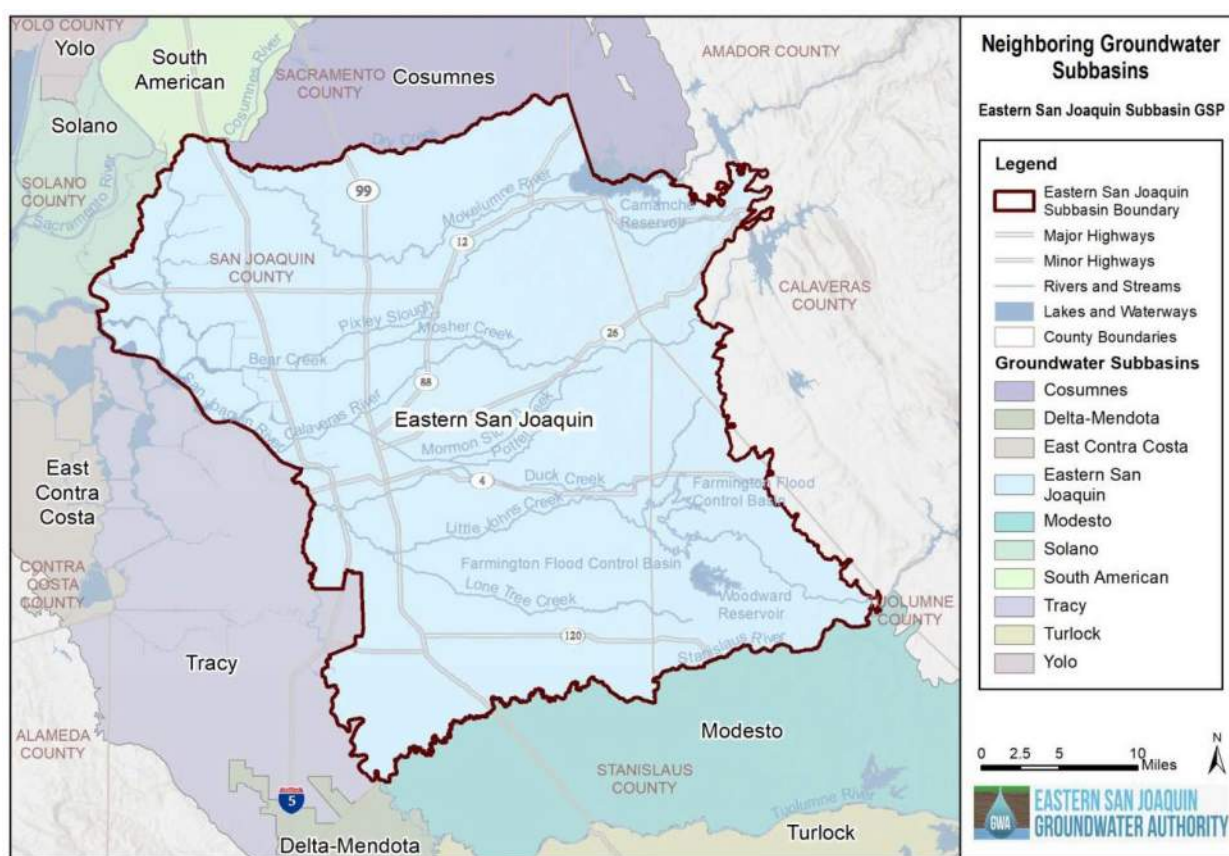 YOLO COUNTY
Yolo
South
American
Cosumnes River
SACRAMENTO
COUNTY
Cosumnes
AMADOR COUNTY
Solano
SOLANO
COUNTY
Sacramento River
Dry Creek
99
Mokelumne River
Camanche
Reservoir
12
SAN JOAQUIN
COUNTY
CALAVERAS
COUNTY
Pixley Slough
Mosher Creek
26
Bear Creek
88
San Joaquin River
Calaveras River
Eastern San Joaquin
Mormon Slough
Potter Creek
East
Contra
Costa
4
Duck Creek
Farmington Flood
Control Basin
Little Johns Creek
CONTRA
COSTA
COUNTY
Farmington Flood Control Basin
Lone Tree Creek
Woodward
Reservoir
UOLUMNE
COUNTY
120
Stanislaus River
Tracy
ALAMEDA
COUNTY
Modesto
STANISLAUS
COUNTY
5
Tuolumne River
Delta-Mendota
Turlock
Neighboring Groundwater
Subbasins
Eastern San Joaquin Subbasin GSP
Legend
Eastern San Joaquin
Subbasin Boundary
Major Highways
Minor Highways
Rivers and Streams
Lakes and Waterways
County Boundaries
Groundwater Subbasins
Cosumnes
Delta-Mendota
East Contra Costa
Eastern San
Joaquin
Modesto
Solano
South American
Tracy
Turlock
Yolo
N
0 2.5 5 10
Miles
GWA
EASTERN SAN JOAQUIN
GROUNDWATER AUTHORITY